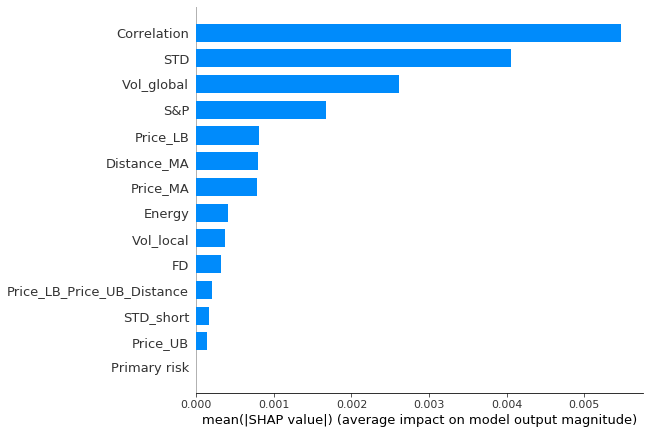 Correlation
STD
Vol_global
S&P
Price_LB
Distance_MA
Price_MA
Energy
Vol_local
FD
Price_LB_Price_UB_Distance
STD_short
Price_UB
Primary risk
0.000 0.001 0.002 0.003 0.004 0.005
mean(|SHAP value|) (average impact on model output magnitude)